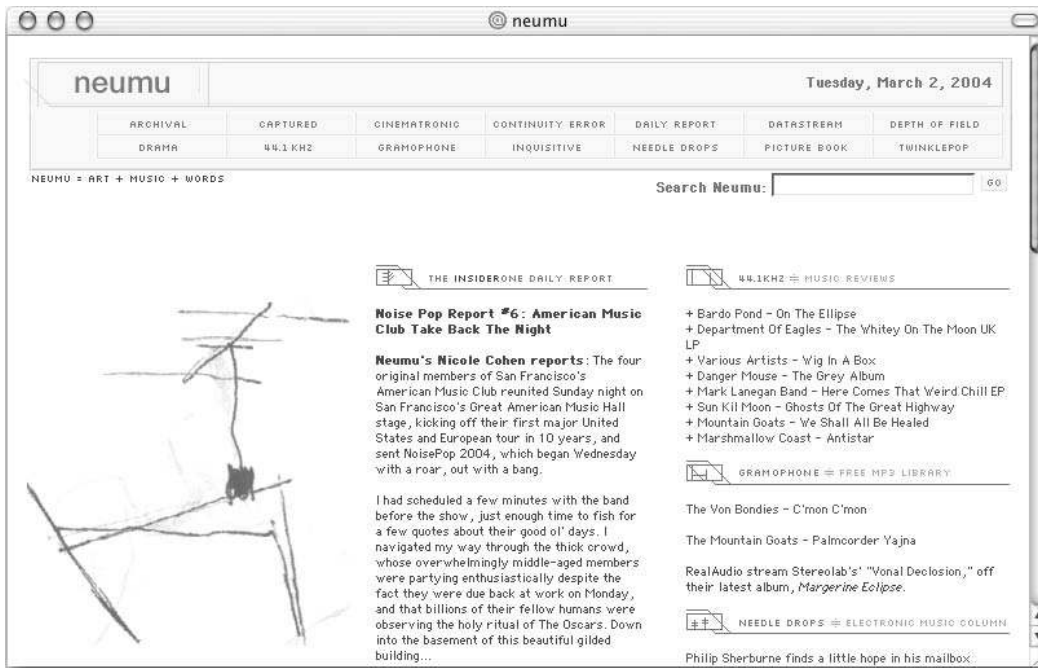 neumu
neumu
Tuesday, March 2, 2004
ARCHIVAL CAPTURED CINEMATRONIC CONTINUITY ERROR DAILY REPORT DATASTREAM DEPTH OF FIELD
DRAMA 44.1 KHZ GRAMOPHONE INQUISITIVE NEEDLE DROPS PICTURE BOOK TWINKLEPOP
NEUMU = ART + MUSIC + WORDS
Search Neumu: GO
THE INSIDERONE DAILY REPORT
Noise Pop Report #6: American Music
Club Take Back The Night
Neumu's Nicole Cohen reports: The four
original members of San Francisco's
American Music Club reunited Sunday night on
San Francisco's Great American Music Hall
stage, kicking off their first major United
States and European tour in 10 years, and
sent NoisePop 2004, which began Wednesday
with a roar, out with a bang.
I had scheduled a few minutes with the band
before the show, just enough time to fish for
a few quotes about their good ol' days. I
navigated my way through the thick crowd,
whose overwhelmingly middle-aged members
were partying enthusiastically despite the
fact they were due back at work on Monday,
and that billions of their fellow humans were
observing the holy ritual of The Oscars. Down
into the basement of this beautiful gilded
building...
44.1KHZ = MUSIC REVIEWS
+ Bardo Pond - On The Ellipse
+ Department Of Eagles - The Whitey On The Moon UK
LP
+ Various Artists - Wig In A Box
+ Danger Mouse - The Grey Album
+ Mark Lanegan Band - Here Comes That Weird Chill EP
+ Sun Kil Moon - Ghosts Of The Great Highway
+ Mountain Goats - We Shall All Be Healed
+ Marshmallow Coast - Antistar
GRAMOPHONE = FREE MP3 LIBRARY
The Von Bondies - C'mon C'mon
The Mountain Goats - Palmcorder Yajna
RealAudio stream Stereolab's' "Vonal Declosion," off
their latest album, Margerine Eclipse.
NEEDLE DROPS = ELECTRONIC MUSIC COLUMN
Philip Sherburne finds a little hope in his mailbox